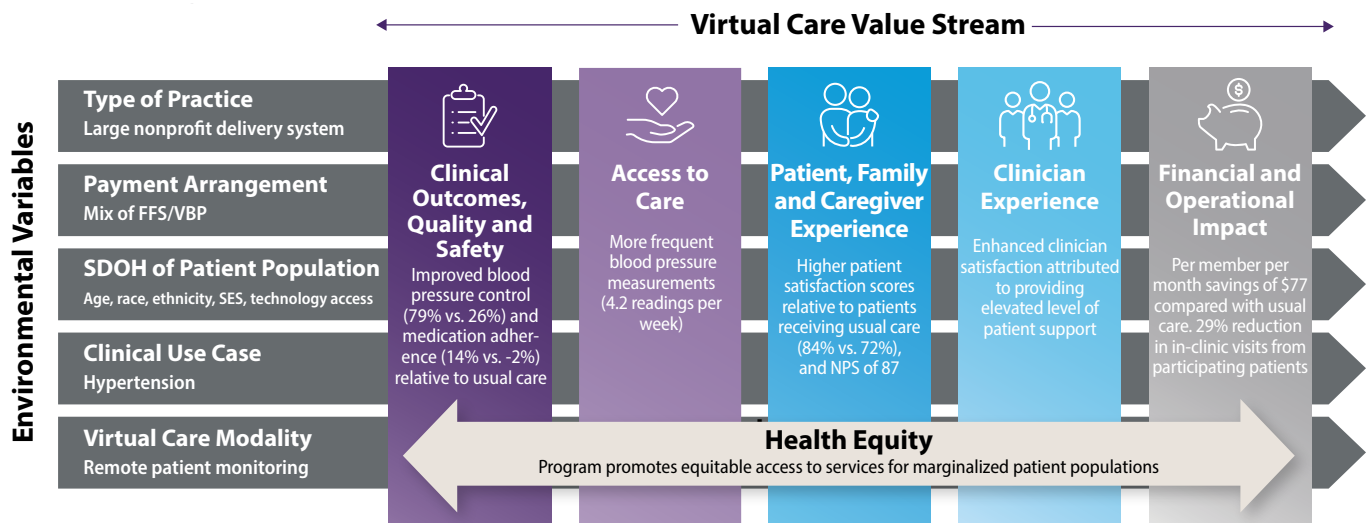 Virtual Care Value Stream
Environmental Variables
Type of Practice
Large nonprofit delivery system
Payment Arrangement
Mix of FFS/VBP
SDOH of Patient Population
Age, race, ethnicity, SES, technology access
Clinical Use Case
Hypertension
Virtual Care Modality
Remote patient monitoring
Clinical
Outcomes,
Quality and
Safety
Improved blood
pressure control
(79% vs. 26%) and
medication adher-
ence (14% vs. -2%)
relative to usual care
Access to
Care
More frequent
blood pressure
measurements
(4.2 readings per
week)
Patient, Family
and Caregiver
Experience
Higher patient
satisfaction scores
relative to patients
receiving usual care
(84% vs. 72%),
and NPS of 87
Clinician
Experience
Enhanced clinician
satisfaction attributed
to providing
elevated level of
patient support
$
Financial and
Operational
Impact
Per member per
month savings of $77
compared with usual
care. 29% reduction
in in-clinic visits from
participating patients
Health Equity
Program promotes equitable access to services for marginalized patient populations